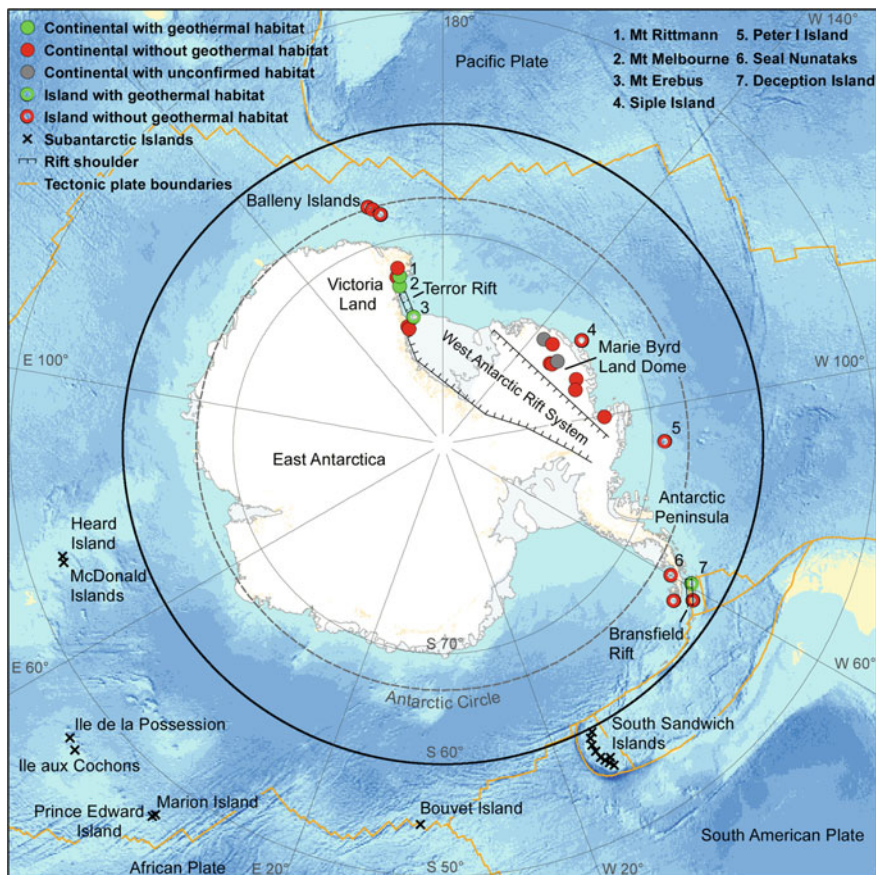 180°
W 140°
Continental with geothermal habitat
Continental without geothermal habitat
Continental with unconfirmed habitat
Island with geothermal habitat
Island without geothermal habitat
Subantarctic Islands
Rift shoulder
Tectonic plate boundaries
Pacific Plate
1. Mt Rittmann
2. Mt Melbourne
3. Mt Erebus
4. Siple Island
5. Peter I Island
6. Seal Nunataks
7. Deception Island
Balleny Islands
Victoria
Land
1
2
3
Terror Rift
4
Marie Byrd
Land Dome
West Antarctic Rift System
E 100°
W 100°
5
East Antarctica
Antarctic
Peninsula
Heard
Island
McDonald
Islands
6
7
Bransfield
Rift
S 70°
Antarctic Circle
E 60°
W 60°
Ile de la Possession
Ile aux Cochons
South Sandwich
Islands
S 60°
Prince Edward
Island
Marion Island
Bouvet Island
South American Plate
African Plate
E 20°
S 50°
W 20°